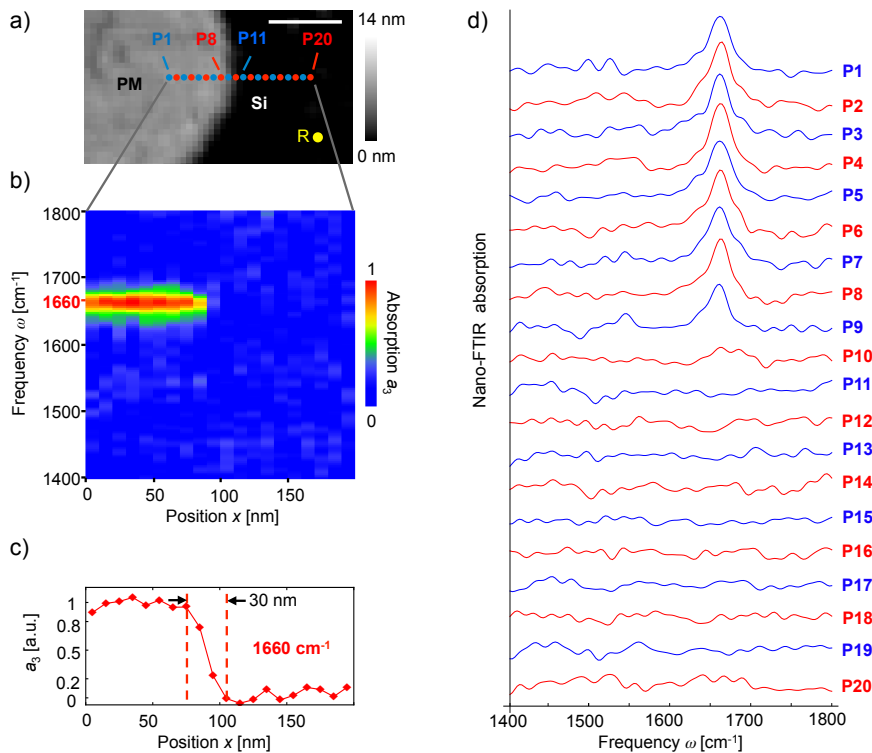 a)
14 nm
P1 P8 P11 P20
PM
Si
R
0 nm
b)
1800
1700
1660
1600
1500
1400
Frequency ω [cm-1]
0 50 100 150
Position x [nm]
1
0
Absorption a3
c)
1
0.8
0.5
0.2
0
a3 [a.u.]
30 nm
1660 cm-1
0 50 100 150
Position x [nm]
d)
Nano-FTIR absorption
P1
P2
P3
P4
P5
P6
P7
P8
P9
P10
P11
P12
P13
P14
P15
P16
P17
P18
P19
P20
1400 1500 1600 1700 1800
Frequency ω [cm-1]